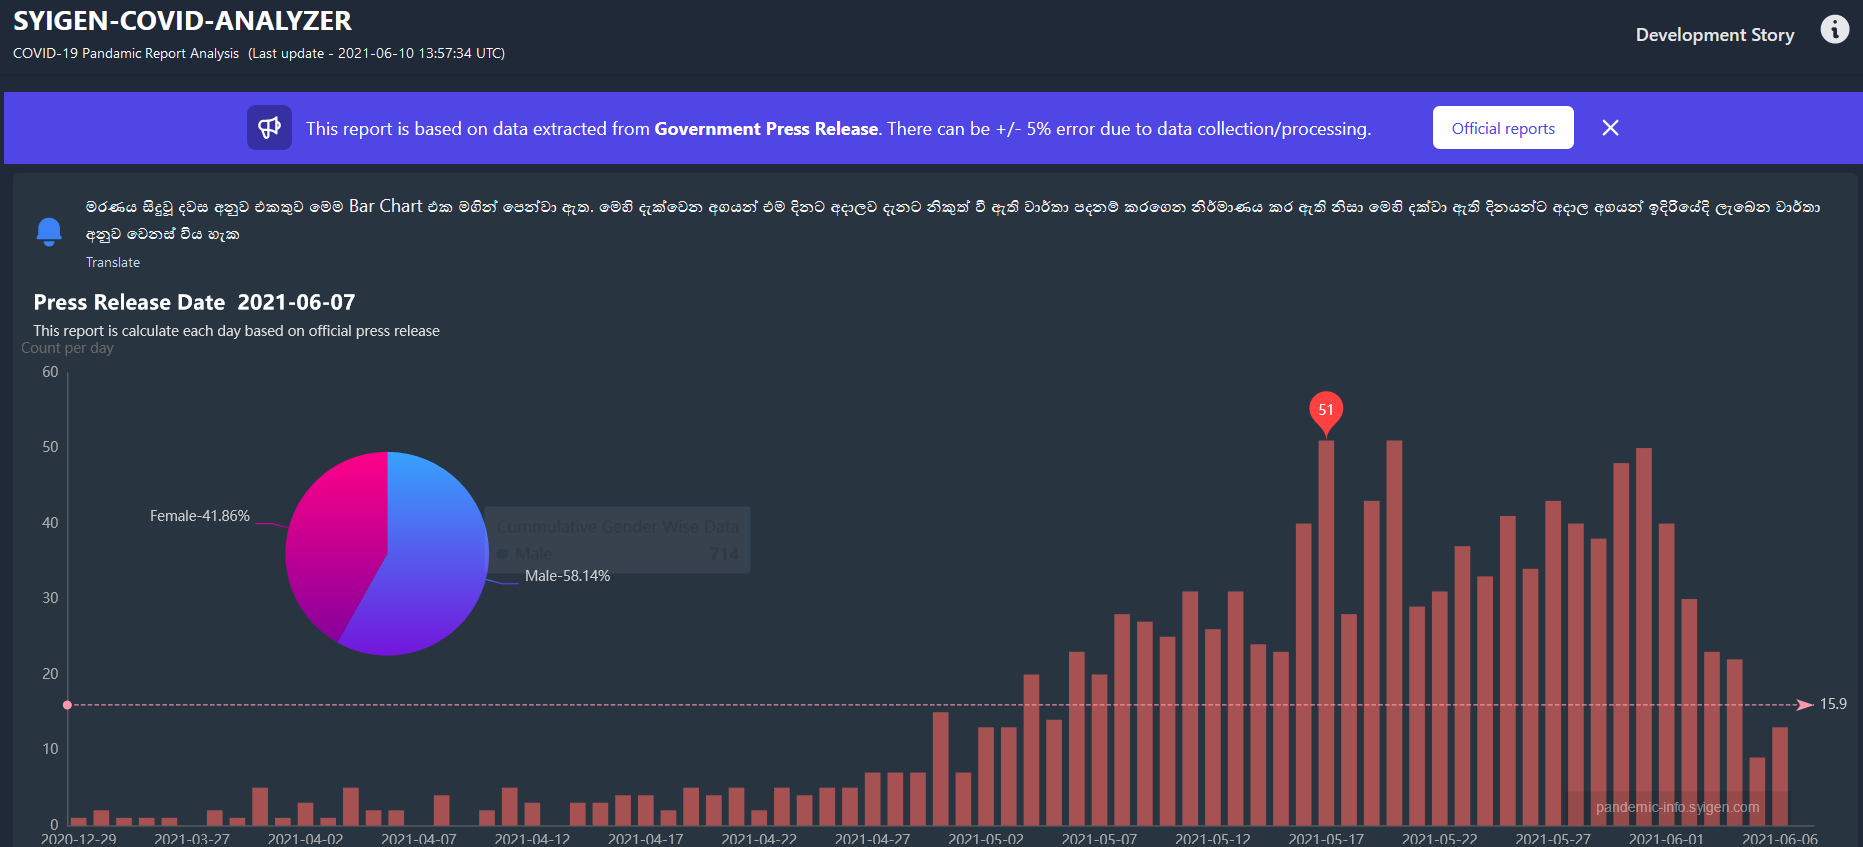 SYIGEN-COVID-ANALYZER
COVID-19 Pandamic Report Analysis (Last update - 2021-06-10 13:57:34 UTC)
Development Story
This report is based on data extracted from Government Press Release. There can be +/- 5% error due to data collection/processing.
Official reports
මරණය සිදුවූ දවස අනුව එකතුව මෙම Bar Chart එක මගින් පෙන්වා ඇත. මෙහි දැක්වෙන අගයන් එම දිනට අදාලව දැනට නිකුත් වී ඇති වාර්තා පදනම් කරගෙන නිර්මාණය කර ඇති නිසා මෙහි දක්වා ඇති දිනයන්ට අදාල අගයන් ඉදිරියේදි ලැබෙන වාර්තා
අනුව වෙනස් විය හැක
Translate
Press Release Date 2021-06-07
This report is calculate each day based on official press release
Count per day
60
50
40
30
20
10
0
51
Female-41.86%
Cummulative Gender Wise Data
Male 714
Male-58.14%
15.9
pandemic-info.syigen.com
2020-12-29 2021-03-27 2021-04-02 2021-04-07 2021-04-12 2021-04-17 2021-04-22 2021-04-27 2021-05-02 2021-05-07 2021-05-12 2021-05-17 2021-05-22 2021-05-27 2021-06-01 2021-06-06